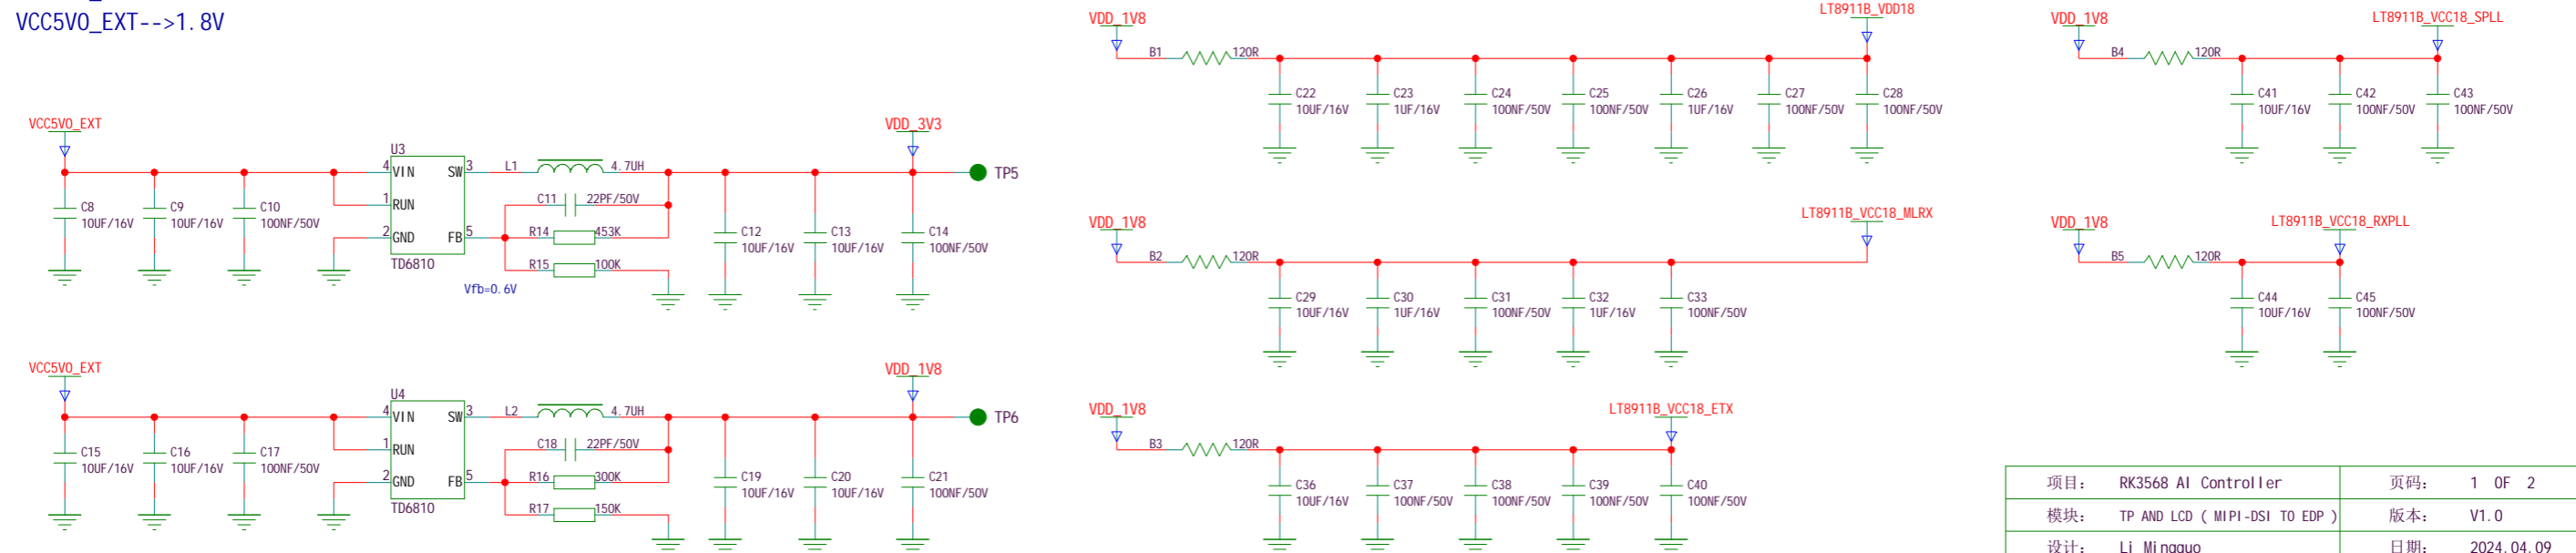 VCC5V0_EXT-->1.8V
VCC5V0_EXT
C8
10UF/16V
C9
10UF/16V
C10
100NF/50V
U3
4 VIN SW 3
1 RUN
2 GND FB 5
TD6810
L1 4.7UH
C11 22PF/50V
R14 453K
R15 100K
Vfb=0.6V
C12
10UF/16V
C13
10UF/16V
C14
100NF/50V
VDD_3V3
TP5
VCC5V0_EXT
C15
10UF/16V
C16
10UF/16V
C17
100NF/50V
U4
4 VIN SW 3
1 RUN
2 GND FB 5
TD6810
L2 4.7UH
C18 22PF/50V
R16 300K
R17 150K
C19
10UF/16V
C20
10UF/16V
C21
100NF/50V
VDD_1V8
TP6
VDD_1V8
B1 120R
LT8911B_VDD18
C22
10UF/16V
C23
1UF/16V
C24
100NF/50V
C25
100NF/50V
C26
1UF/16V
C27
100NF/50V
C28
100NF/50V
VDD_1V8
B2 120R
LT8911B_VCC18_MLRX
C29
10UF/16V
C30
1UF/16V
C31
100NF/50V
C32
1UF/16V
C33
100NF/50V
VDD_1V8
B3 120R
LT8911B_VCC18_ETX
C36
10UF/16V
C37
100NF/50V
C38
100NF/50V
C39
100NF/50V
C40
100NF/50V
VDD_1V8
B4 120R
LT8911B_VCC18_SPLL
C41
10UF/16V
C42
100NF/50V
C43
100NF/50V
VDD_1V8
B5 120R
LT8911B_VCC18_RXPLL
C44
10UF/16V
C45
100NF/50V
项目: RK3568 AI Controller 页码: 1 OF 2
模块: TP AND LCD ( MIPI-DSI TO EDP ) 版本: V1.0
设计: Li Mingguo 日期: 2024.04.09